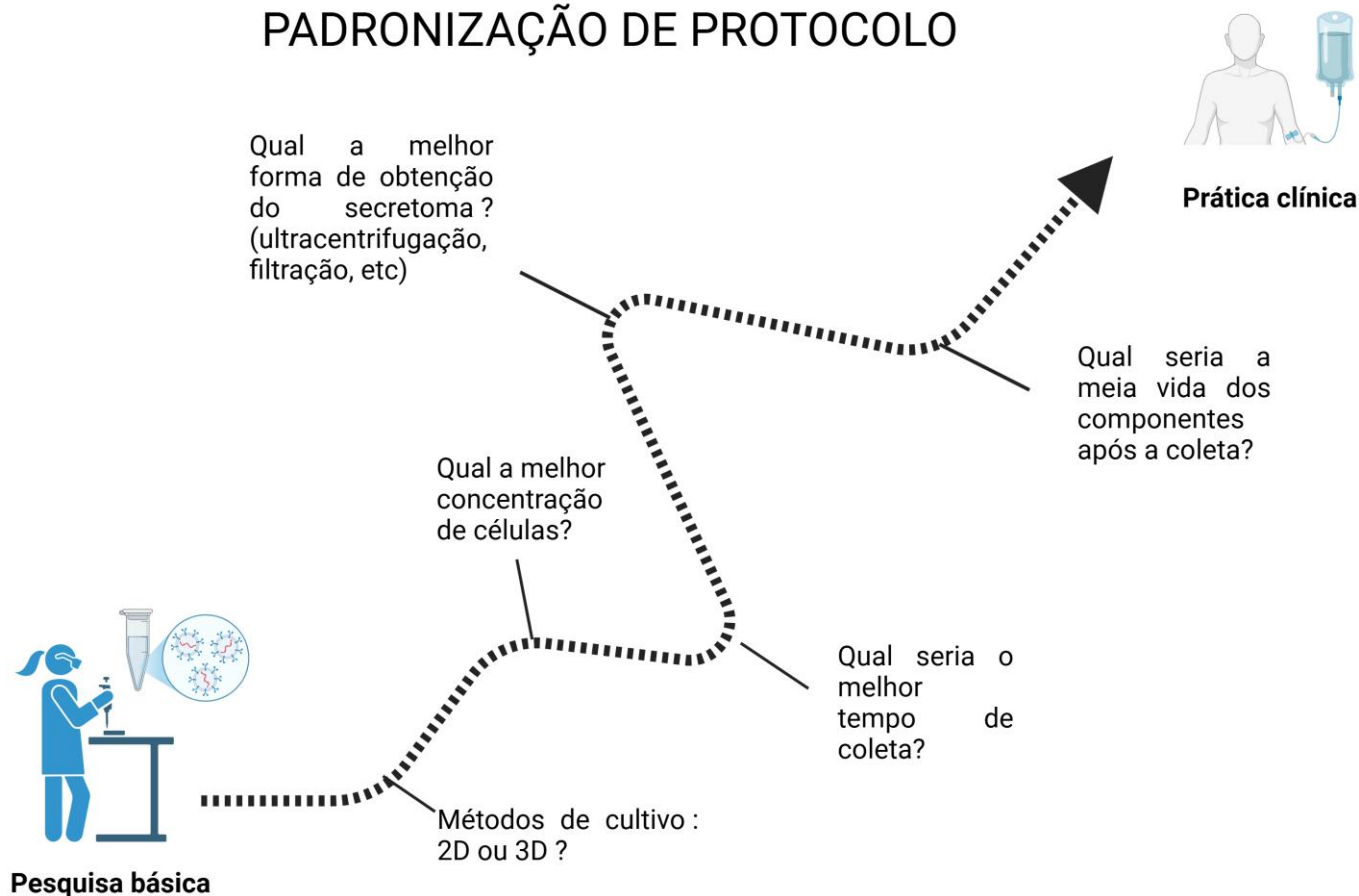 PADRONIZAÇÃO DE PROTOCOLO
Qual a melhor
forma de obtenção
do secretoma ?
(ultracentrifugação,
filtração, etc)
Prática clínica
Qual seria a
meia vida dos
componentes
após a coleta?
Qual a melhor
concentração
de células?
Qual seria o
melhor
tempo de
coleta?
Métodos de cultivo :
2D ou 3D ?
Pesquisa básica